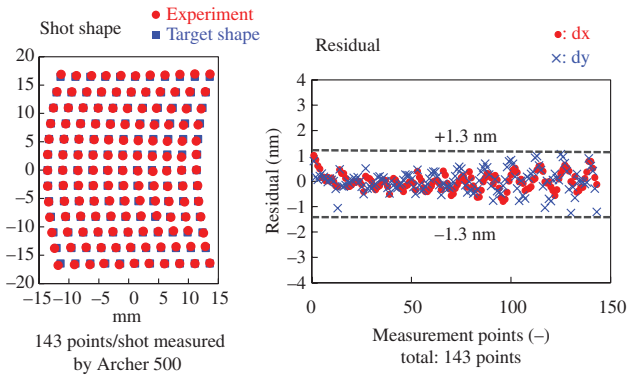 Shot shape
● Experiment
■ Target shape
20
15
10
5
0
−5
−10
−15
−20
−15 −10 −5 0 5 10 15
mm
143 points/shot measured
by Archer 500
Residual
●: dx
×: dy
Residual (nm)
4
3
2
1
0
−1
−2
−3
−4
+1.3 nm
−1.3 nm
0 50 100 150
Measurement points (–)
total: 143 points